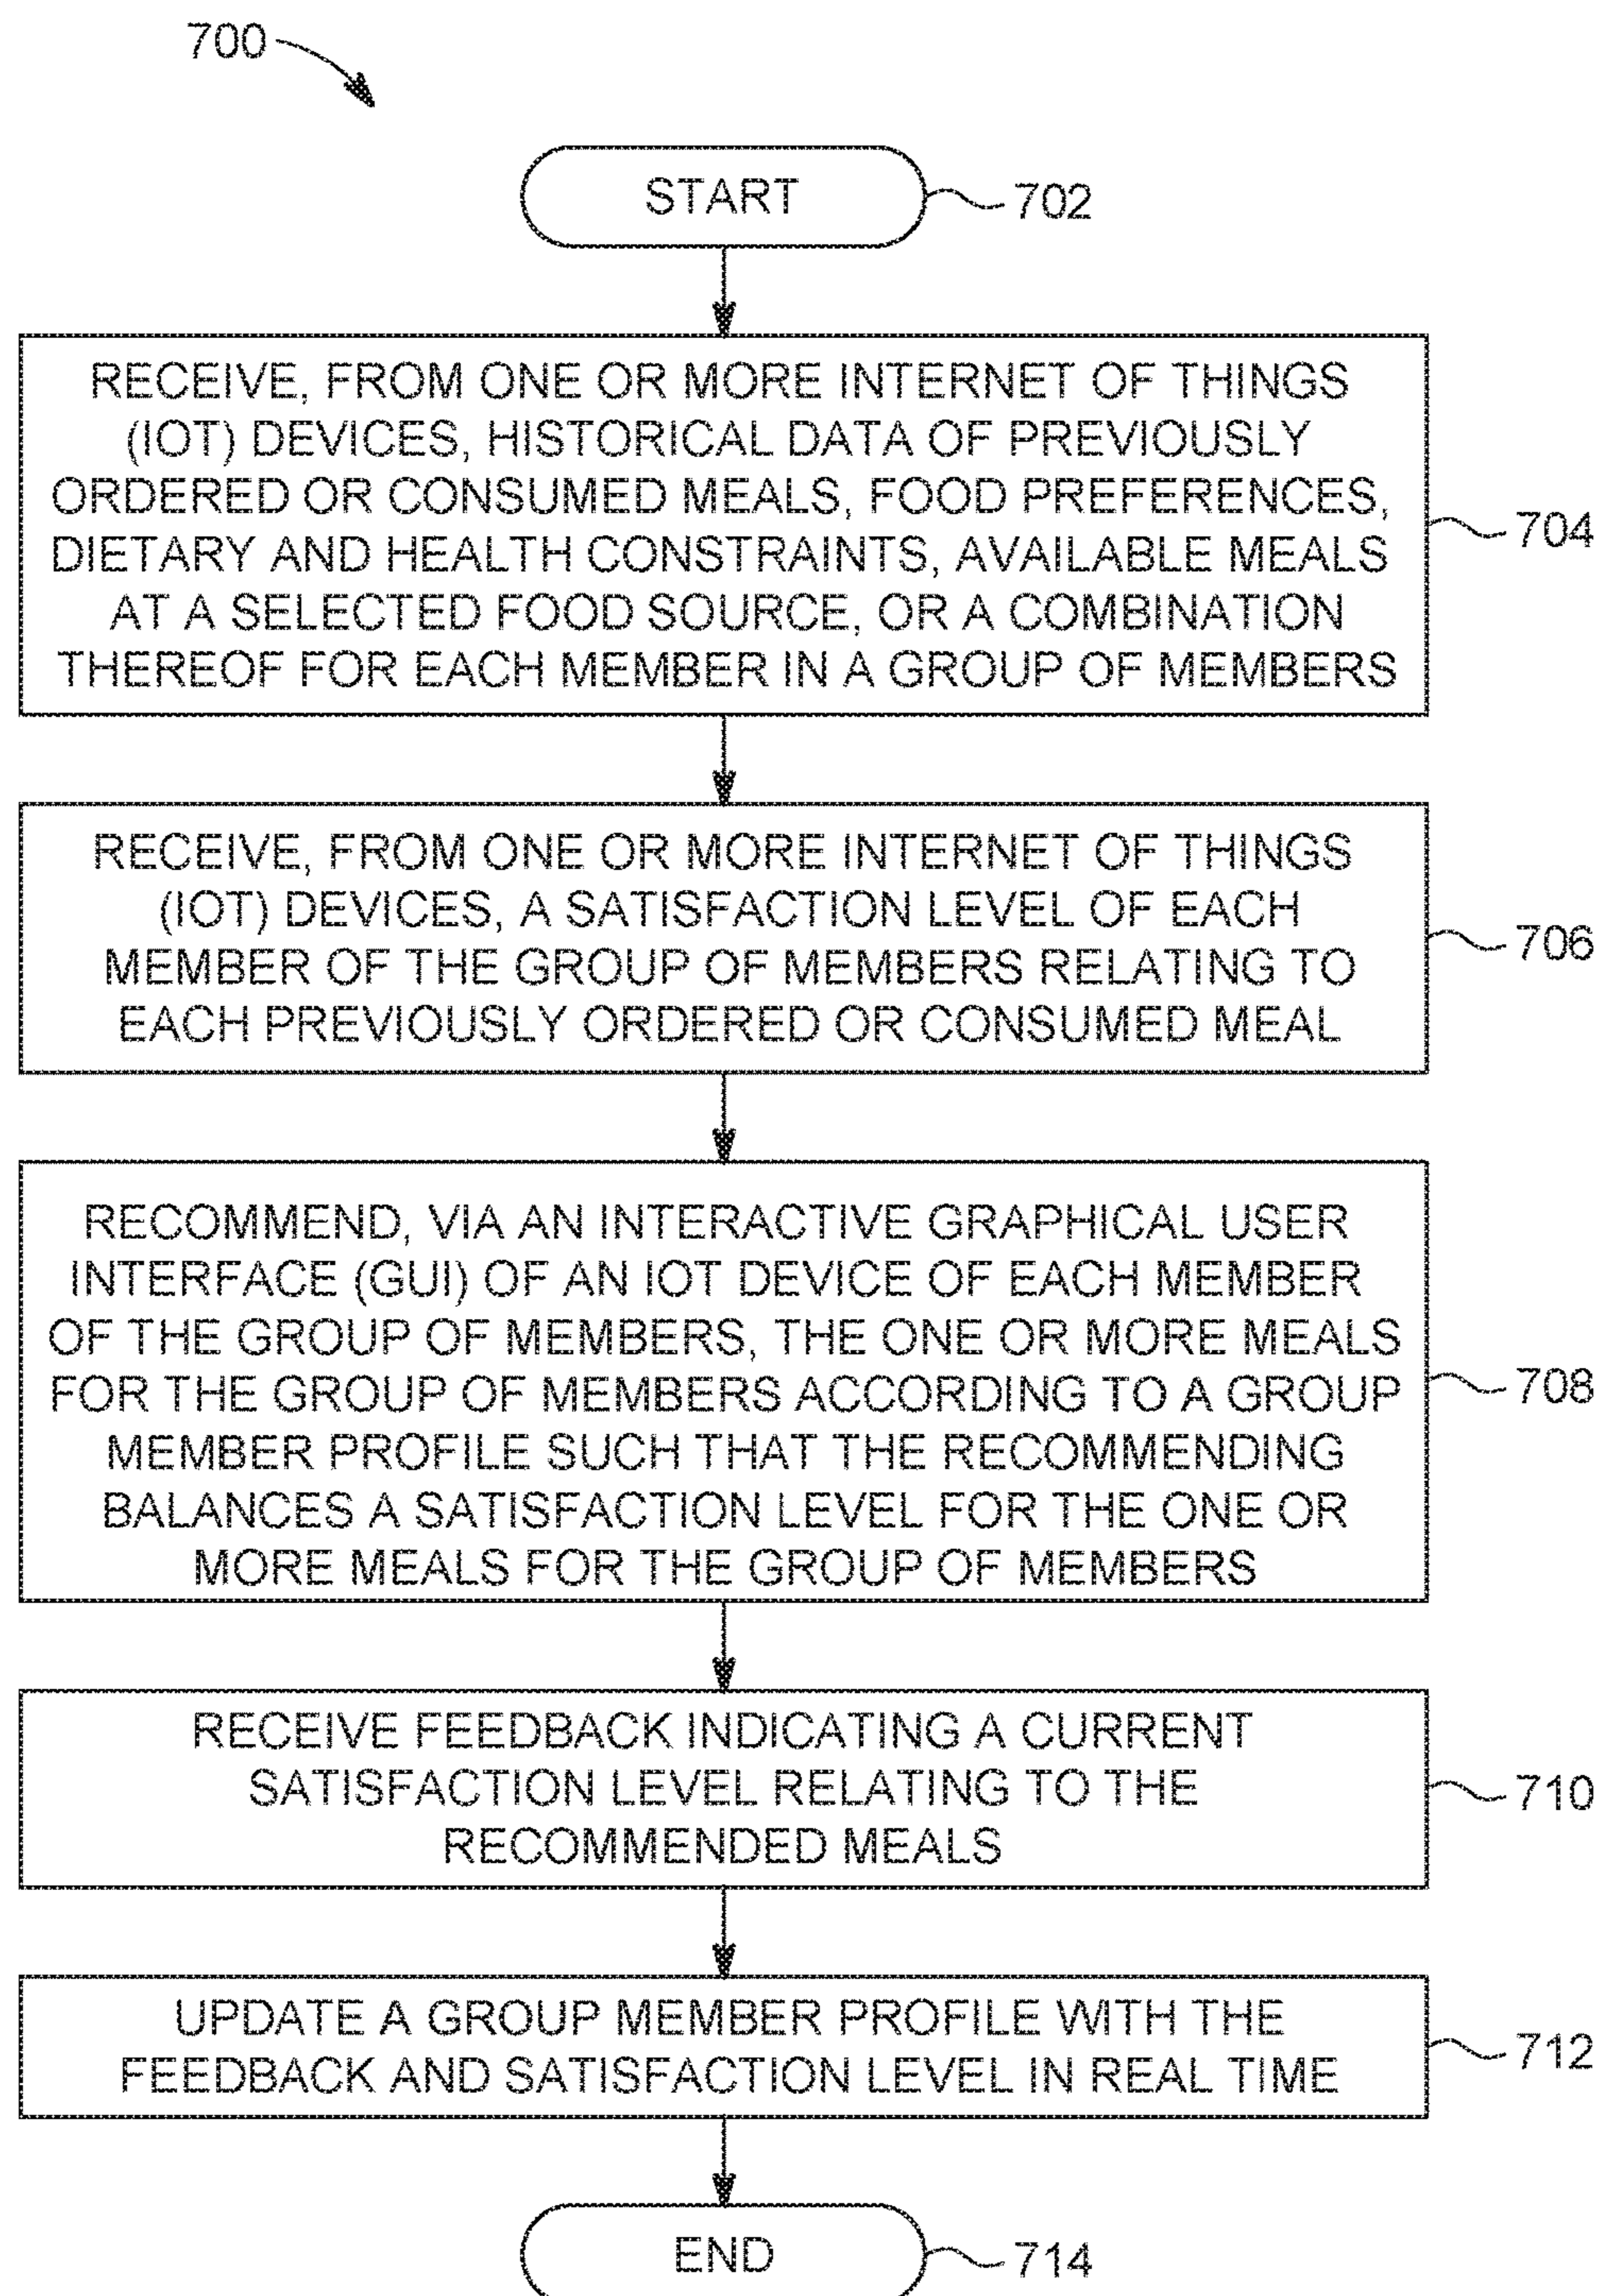 700
START
702
RECEIVE, FROM ONE OR MORE INTERNET OF THINGS
(IOT) DEVICES, HISTORICAL DATA OF PREVIOUSLY
ORDERED OR CONSUMED MEALS, FOOD PREFERENCES,
DIETARY AND HEALTH CONSTRAINTS, AVAILABLE MEALS
AT A SELECTED FOOD SOURCE, OR A COMBINATION
THEREOF FOR EACH MEMBER IN A GROUP OF MEMBERS
704
RECEIVE, FROM ONE OR MORE INTERNET OF THINGS
(IOT) DEVICES, A SATISFACTION LEVEL OF EACH
MEMBER OF THE GROUP OF MEMBERS RELATING TO
EACH PREVIOUSLY ORDERED OR CONSUMED MEAL
706
RECOMMEND, VIA AN INTERACTIVE GRAPHICAL USER
INTERFACE (GUI) OF AN IOT DEVICE OF EACH MEMBER
OF THE GROUP OF MEMBERS, THE ONE OR MORE MEALS
FOR THE GROUP OF MEMBERS ACCORDING TO A GROUP
MEMBER PROFILE SUCH THAT THE RECOMMENDING
BALANCES A SATISFACTION LEVEL FOR THE ONE OR
MORE MEALS FOR THE GROUP OF MEMBERS
708
RECEIVE FEEDBACK INDICATING A CURRENT
SATISFACTION LEVEL RELATING TO THE
RECOMMENDED MEALS
710
UPDATE A GROUP MEMBER PROFILE WITH THE
FEEDBACK AND SATISFACTION LEVEL IN REAL TIME
712
END
714